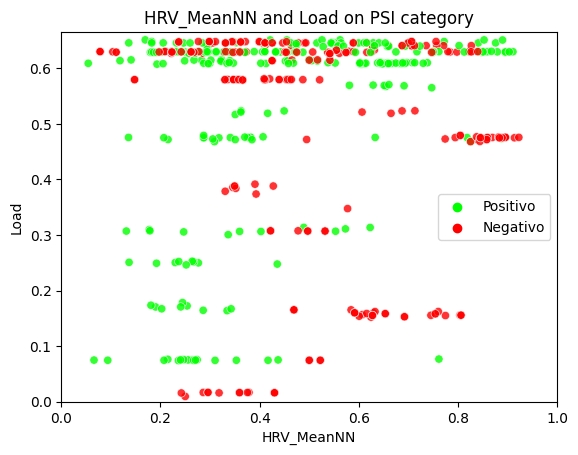 HRV_MeanNN and Load on PSI category
Load
0.6
0.5
0.4
0.3
0.2
0.1
0.0
Positivo
Negativo
0.0 0.2 0.4 0.6 0.8 1.0
HRV_MeanNN